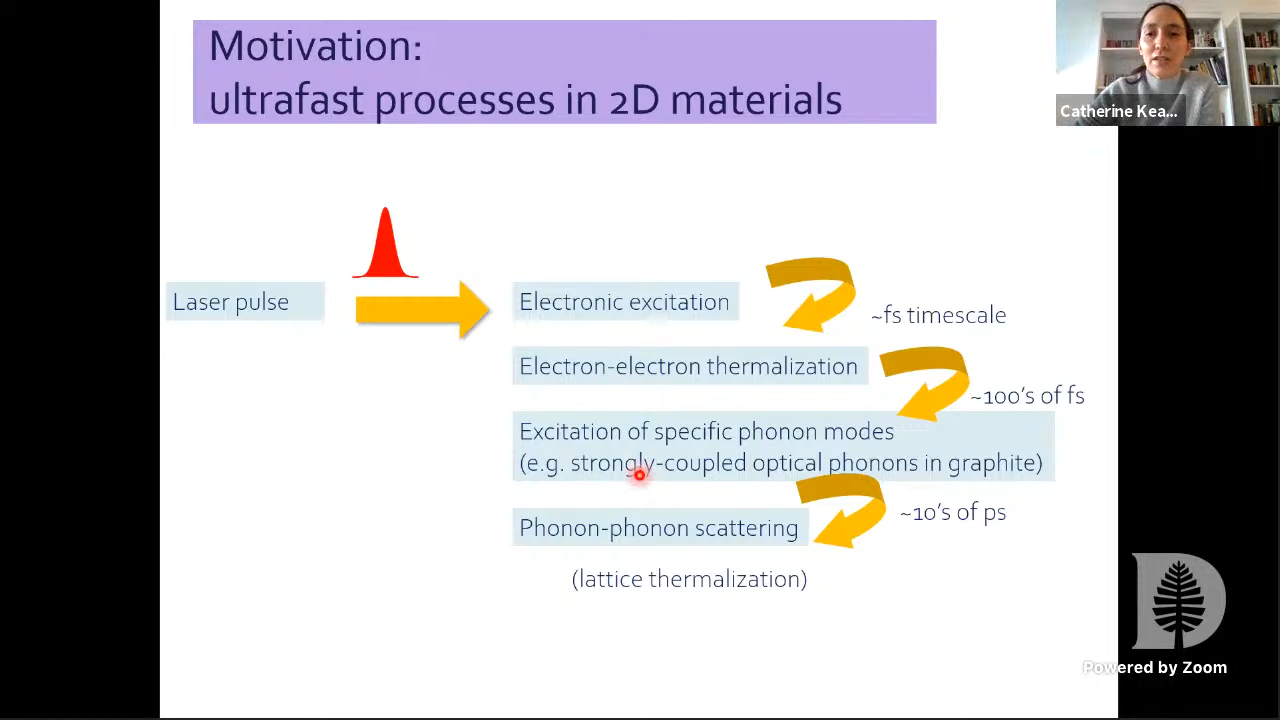 Motivation:
ultrafast processes in 2D materials
Catherine Kea...
Laser pulse
Electronic excitation
~fs timescale
Electron-electron thermalization
~100's of fs
Excitation of specific phonon modes
(e.g. strongly-coupled optical phonons in graphite)
~10's of ps
Phonon-phonon scattering
(lattice thermalization)
D
Powered by Zoom